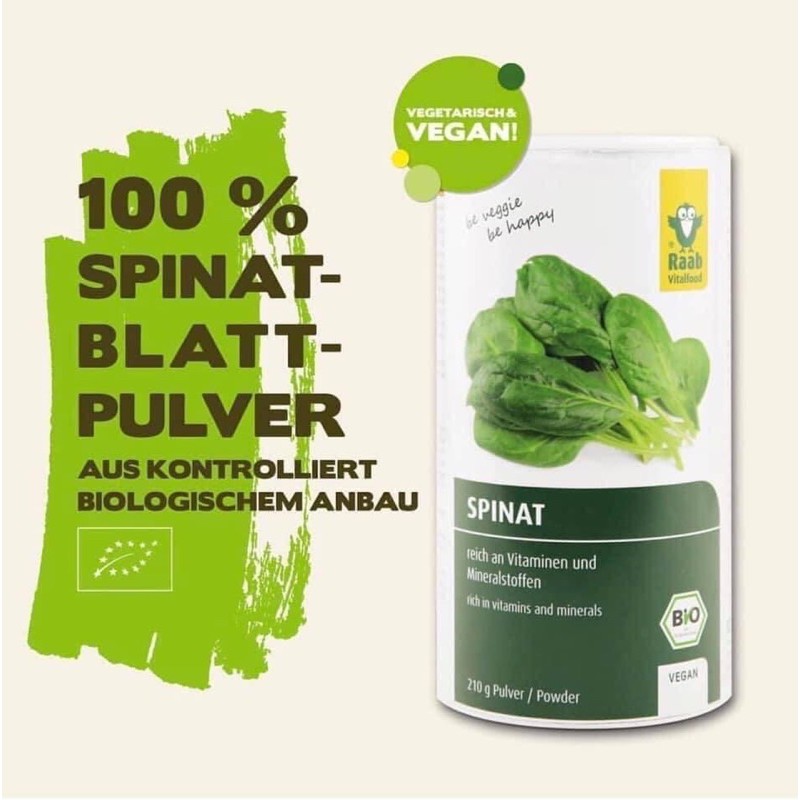 100 %
SPINAT-
BLATT-
PULVER
AUS KONTROLLIERT
BIOLOGISCHEM ANBAU
VEGETARISCH &
VEGAN!
be veggie
be happy
® Raab
Vitalfood
SPINAT
reich an Vitaminen und
Mineralstoffen
rich in vitamins and minerals
BiO
VEGAN
210 g Pulver / Powder